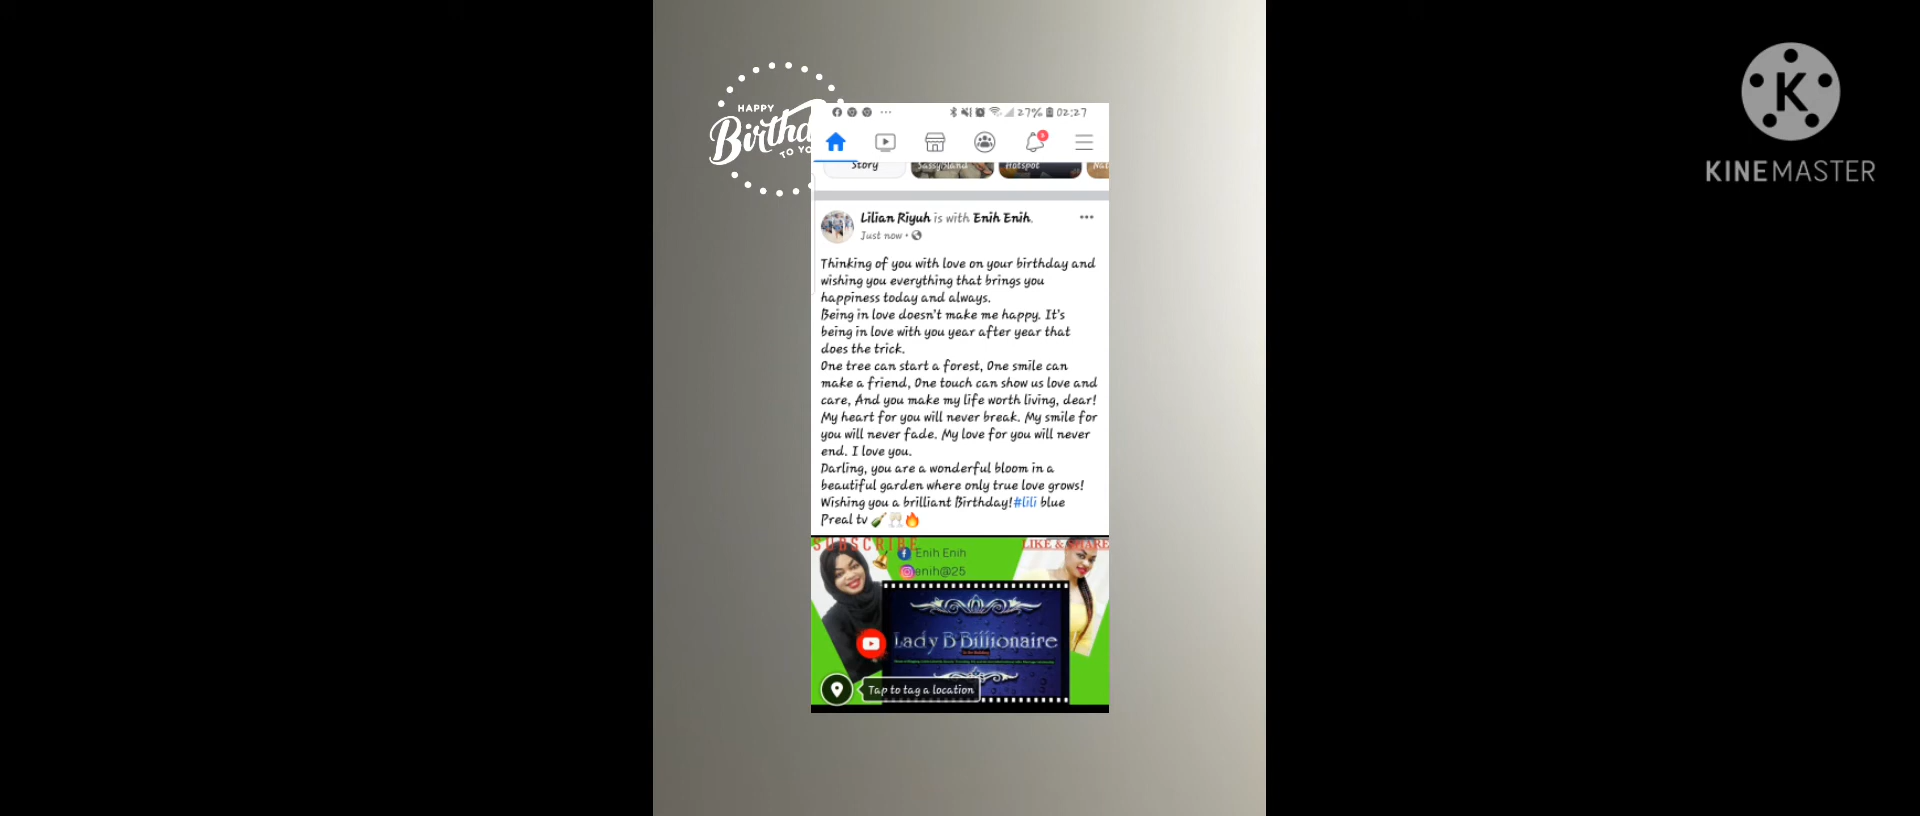 HAPPY
Birthd
TO YO
27% 02:27
Story
Sassy Island
Hotspot
Lilian Riyuh is with Enih Enih.
Just now
Thinking of you with love on your birthday and
wishing you everything that brings you
happiness today and always.
Being in love doesn't make me happy. It's
being in love with you year after year that
does the trick.
One tree can start a forest, One smile can
make a friend, One touch can show us love and
care, And you make my life worth living, dear!
My heart for you will never break. My smile for
you will never fade. My love for you will never
end. I love you.
Darling, you are a wonderful bloom in a
beautiful garden where only true love grows!
Wishing you a brilliant Birthday!#lili blue
Preal tv
SUBSCRIBE
Enih Enih
enih@25
LIKE & SHARE
Lady B Billionaire
Tap to tag a location
K
KINEMASTER